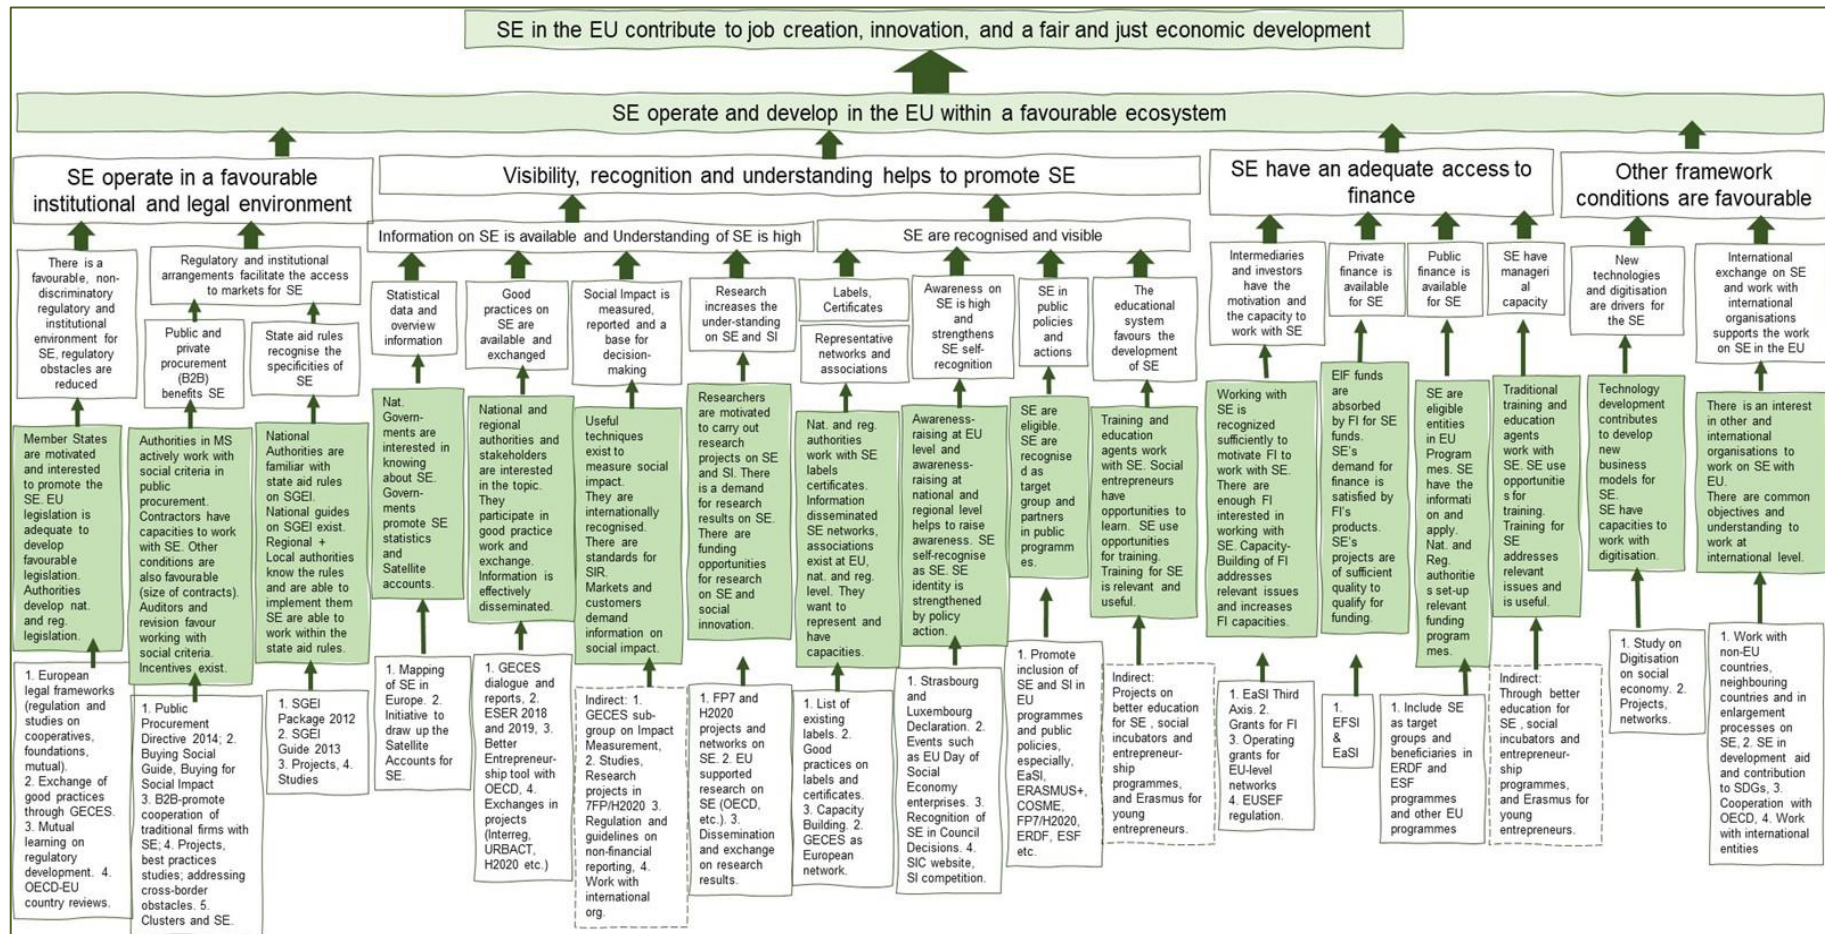 SE in the EU contribute to job creation, innovation, and a fair and just economic development
SE operate and develop in the EU within a favourable ecosystem
SE operate in a favourable
institutional and legal environment
Visibility, recognition and understanding helps to promote SE
SE have an adequate access to
finance
Other framework
conditions are favourable
Information on SE is available and Understanding of SE is high
SE are recognised and visible
There is a
favourable, non-
discriminatory
regulatory and
institutional
environment for
SE, regulatory
obstacles are
reduced
Regulatory and institutional
arrangements facilitate the access
to markets for SE
Public and
private
procurement
(B2B)
benefits SE
State aid rules
recognise the
specificities of
SE
Statistical
data and
overview
information
Good
practices on
SE are
available and
exchanged
Social Impact is
measured,
reported and a
base for
decision-
making
Research
increases the
under-standing
on SE and SI
Labels,
Certificates
Representative
networks and
associations
Awareness on
SE is high
and
strengthens
SE self-
recognition
SE in
public
policies
and
actions
The
educational
system
favours the
development
of SE
Intermediaries
and investors
have the
motivation and
the capacity to
work with SE
Private
finance is
available
for SE
Public
finance is
available
for SE
SE have
manageri
al
capacity
New
technologies
and digitisation
are drivers for
the SE
International
exchange on SE
and work with
international
organisations
supports the work
on SE in the EU
Member States
are motivated
and interested
to promote the
SE. EU
legislation is
adequate to
develop
favourable
legislation.
Authorities
develop nat.
and reg.
legislation.
Authorities in MS
actively work with
social criteria in
public
procurement.
Contractors have
capacities to work
with SE. Other
conditions are
also favourable
(size of contracts).
Auditors and
revision favour
working with
social criteria.
Incentives exist.
National
Authorities are
familiar with
state aid rules
on SGEI.
National guides
on SGEI exist.
Regional +
Local authorities
know the rules
and are able to
implement them
SE are able to
work within the
state aid rules.
Nat.
Govern-
ments are
interested in
knowing
about SE.
Govern-
ments
promote SE
statistics
and
Satellite
accounts.
National and
regional
authorities and
stakeholders
are interested
in the topic.
They
participate in
good practice
work and
exchange.
Information is
effectively
disseminated.
Useful
techniques
exist to
measure social
impact.
They are
internationally
recognised.
There are
standards for
SIR.
Markets and
customers
demand
information on
social impact.
Researchers
are motivated
to carry out
research
projects on SE
and SI. There
is a demand
for research
results on SE.
There are
funding
opportunities
for research
on SE and
social
innovation.
Nat. and reg.
authorities
work with SE
labels
certificates.
Information
disseminated
SE networks,
associations
exist at EU,
nat. and reg.
level. They
want to
represent and
have
capacities.
Awareness-
raising at EU
level and
awareness-
raising at
national and
regional level
helps to raise
awareness. SE
self-recognise
as SE. SE
identity is
strengthened
by policy
action.
SE are
eligible.
SE are
recognise
d as
target
group and
partners
in public
programm
es.
Training and
education
agents work
with SE. Social
entrepreneurs
have
opportunities
to learn. SE use
opportunities
for training.
Training for SE
is relevant and
useful.
Working with
SE is
recognized
sufficiently to
motivate FI to
work with SE.
There are
enough FI
interested in
working with
SE. Capacity-
Building of FI
addresses
relevant issues
and increases
FI capacities.
EIF funds
are
absorbed
by FI for SE
funds.
SE's
demand for
finance is
satisfied by
FI's
products.
SE's
projects are
of sufficient
quality to
qualify for
funding.
SE are
eligible
entities
in EU
Program
mes. SE
have the
informati
on and
apply.
Nat. and
Reg.
authoritie
s set-up
relevant
funding
program
mes.
Traditional
training and
education
agents work
with SE. SE use
opportunitie
s for
training.
Training for
SE
addresses
relevant
issues and
is useful.
Technology
development
contributes
to develop
new
business
models for
SE.
SE have
capacities to
work with
digitisation.
There is an interest
in other and
international
organisations to
work on SE with
EU.
There are common
objectives and
understanding to
work at
international level.
1. European
legal frameworks
(regulation and
studies on
cooperatives,
foundations,
mutual).
2. Exchange of
good practices
through GECES.
3. Mutual
learning on
regulatory
development. 4.
OECD-EU
country reviews.
1. Public
Procurement
Directive 2014; 2.
Buying Social
Guide, Buying for
Social Impact
3. B2B-promote
cooperation of
traditional firms with
SE; 4. Projects,
best practices
studies; addressing
cross-border
obstacles. 5.
Clusters and SE.
1. SGEI
Package 2012
2. SGEI
Guide 2013
3. Projects, 4.
Studies
1. Mapping
of SE in
Europe. 2.
Initiative to
draw up the
Satellite
Accounts for
SE.
1. GECES
dialogue and
reports, 2.
ESER 2018
and 2019, 3.
Better
Entrepreneur-
ship tool with
OECD, 4.
Exchanges in
projects
(Interreg,
URBACT,
H2020 etc.)
Indirect: 1.
GECES sub-
group on Impact
Measurement,
2. Studies,
Research
projects in
7FP/H2020 3.
Regulation and
guidelines on
non-financial
reporting, 4.
Work with
international
org.
1. FP7 and
H2020
projects and
networks on
SE. 2. EU
supported
research on
SE (OECD,
etc.). 3.
Dissemination
and exchange
on research
results.
1. List of
existing
labels. 2.
Good
practices on
labels and
certificates.
3. Capacity
Building. 2.
GECES as
European
network.
1. Strasbourg
and
Luxembourg
Declaration. 2.
Events such
as EU Day of
Social
Economy
enterprises. 3.
Recognition of
SE in Council
Decisions. 4.
SIC website,
SI competition.
1. Promote
inclusion of
SE and SI in
EU
programmes
and public
policies,
especially,
EaSI,
ERASMUS+,
COSME,
FP7/H2020,
ERDF, ESF
etc.
Indirect:
Projects on
better education
for SE , social
incubators and
entrepreneur-
ship
programmes,
and Erasmus for
young
entrepreneurs.
1. EaSI Third
Axis. 2.
Grants for FI
3. Operating
grants for
EU-level
networks
4. EUSEF
regulation.
1.
EFSI
&
EaSI
1. Include SE
as target
groups and
beneficiaries in
ERDF and
ESF
programmes
and other EU
programmes
Indirect:
Through better
education for
SE , social
incubators and
entrepreneur-
ship
programmes,
and Erasmus for
young
entrepreneurs.
1. Study on
Digitisation
on social
economy. 2.
Projects,
networks.
1. Work with
non-EU
countries,
neighbouring
countries and in
enlargement
processes on
SE, 2. SE in
development aid
and contribution
to SDGs, 3.
Cooperation with
OECD, 4. Work
with international
entities